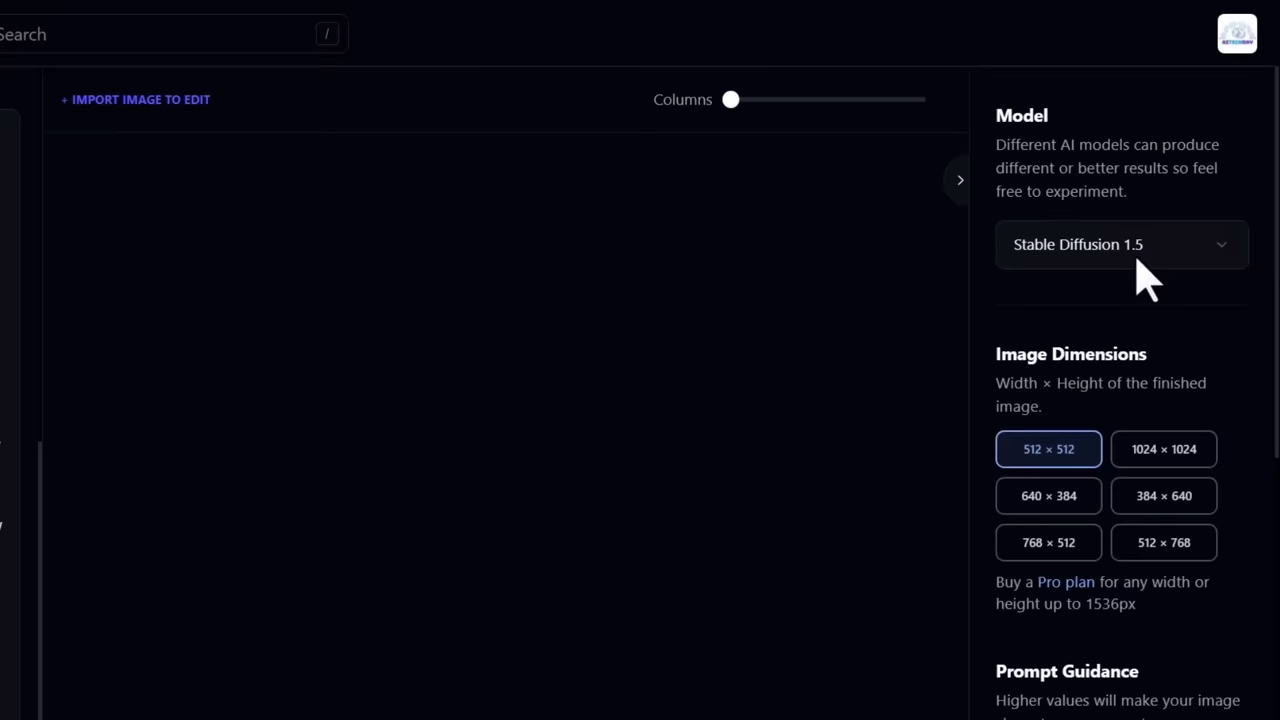 Search /
+ IMPORT IMAGE TO EDIT
Columns
Model
Different AI models can produce
different or better results so feel
free to experiment.
Stable Diffusion 1.5
Image Dimensions
Width × Height of the finished
image.
512 × 512 1024 × 1024
640 × 384 384 × 640
768 × 512 512 × 768
Buy a Pro plan for any width or
height up to 1536px
Prompt Guidance
Higher values will make your image